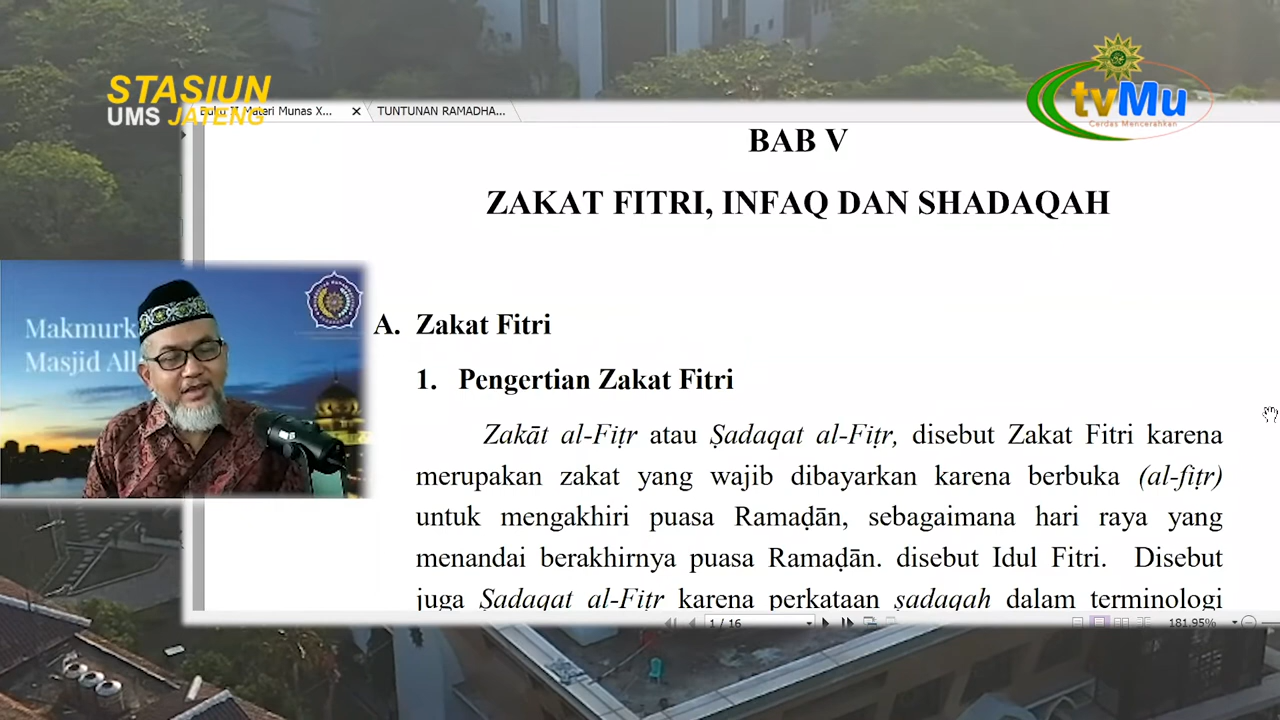 STASIUN
UMS JATENG
tvMu
Cerdas Mencerahkan
Materi Munas X...
TUNTUNAN RAMADHA...
BAB V
ZAKAT FITRI, INFAQ DAN SHADAQAH
Makmurk
Masjid All
A. Zakat Fitri
1. Pengertian Zakat Fitri
Zakāt al-Fiṭr atau Ṣadaqat al-Fiṭr, disebut Zakat Fitri karena
merupakan zakat yang wajib dibayarkan karena berbuka (al-fiṭr)
untuk mengakhiri puasa Ramaḍān, sebagaimana hari raya yang
menandai berakhirnya puasa Ramaḍān. disebut Idul Fitri. Disebut
juga Ṣadaqat al-Fiṭr karena perkataan ṣadaqah dalam terminologi
1 / 16
181.95%